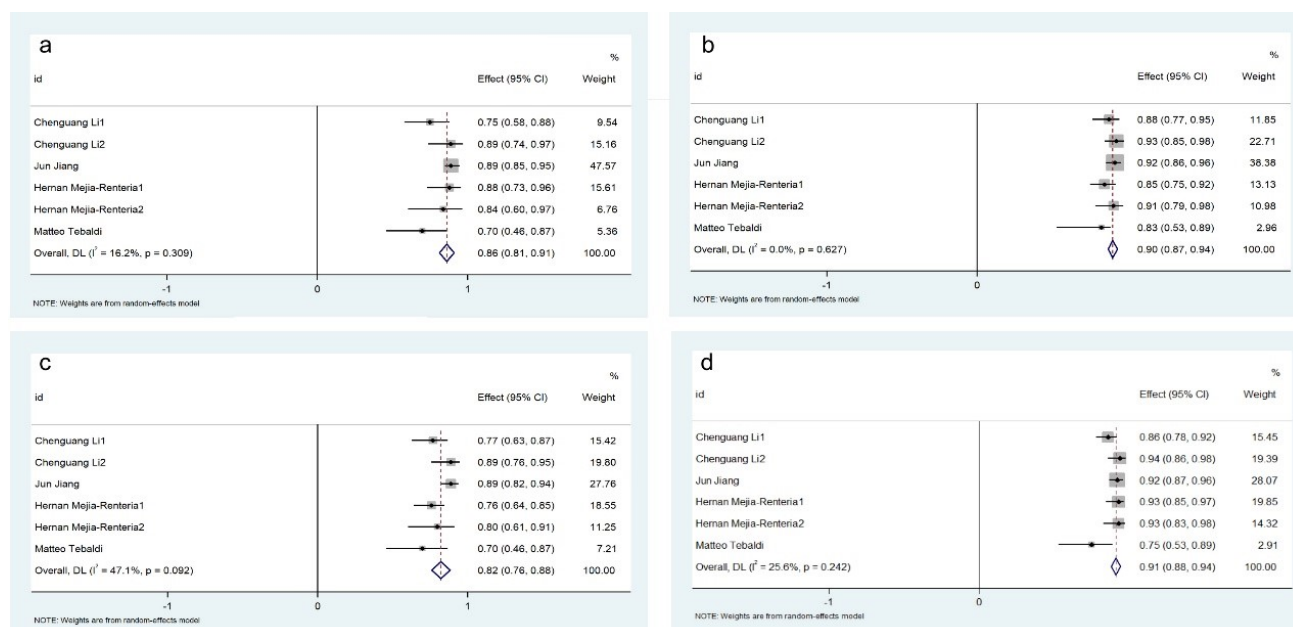 a
%
id Effect (95% CI) Weight
Chenguang Li1 0.75 (0.58, 0.88) 9.54
Chenguang Li2 0.89 (0.74, 0.97) 15.16
Jun Jiang 0.89 (0.85, 0.95) 47.57
Hernan Mejia-Renteria1 0.88 (0.73, 0.96) 15.61
Hernan Mejia-Renteria2 0.84 (0.60, 0.97) 6.76
Matteo Tebaldi 0.70 (0.46, 0.87) 5.36
Overall, DL (I² = 16.2%, p = 0.309) 0.86 (0.81, 0.91) 100.00
-1 0 1
NOTE: Weights are from random-effects model
b
%
id Effect (95% CI) Weight
Chenguang Li1 0.88 (0.77, 0.95) 11.85
Chenguang Li2 0.93 (0.85, 0.98) 22.71
Jun Jiang 0.92 (0.86, 0.96) 38.38
Hernan Mejia-Renteria1 0.85 (0.75, 0.92) 13.13
Hernan Mejia-Renteria2 0.91 (0.79, 0.98) 10.98
Matteo Tebaldi 0.83 (0.53, 0.89) 2.96
Overall, DL (I² = 0.0%, p = 0.627) 0.90 (0.87, 0.94) 100.00
-1 0
NOTE: Weights are from random-effects model
c
%
id Effect (95% CI) Weight
Chenguang Li1 0.77 (0.63, 0.87) 15.42
Chenguang Li2 0.89 (0.76, 0.95) 19.80
Jun Jiang 0.89 (0.82, 0.94) 27.76
Hernan Mejia-Renteria1 0.76 (0.64, 0.85) 18.55
Hernan Mejia-Renteria2 0.80 (0.61, 0.91) 11.25
Matteo Tebaldi 0.70 (0.46, 0.87) 7.21
Overall, DL (I² = 47.1%, p = 0.092) 0.82 (0.76, 0.88) 100.00
-1 0 1
NOTE: Weights are from random-effects model
d
%
id Effect (95% CI) Weight
Chenguang Li1 0.86 (0.78, 0.92) 15.45
Chenguang Li2 0.94 (0.86, 0.98) 19.39
Jun Jiang 0.92 (0.87, 0.96) 28.07
Hernan Mejia-Renteria1 0.93 (0.85, 0.97) 19.85
Hernan Mejia-Renteria2 0.93 (0.83, 0.98) 14.32
Matteo Tebaldi 0.75 (0.53, 0.89) 2.91
Overall, DL (I² = 25.6%, p = 0.242) 0.91 (0.88, 0.94) 100.00
-1 0
NOTE: Weights are from random-effects model